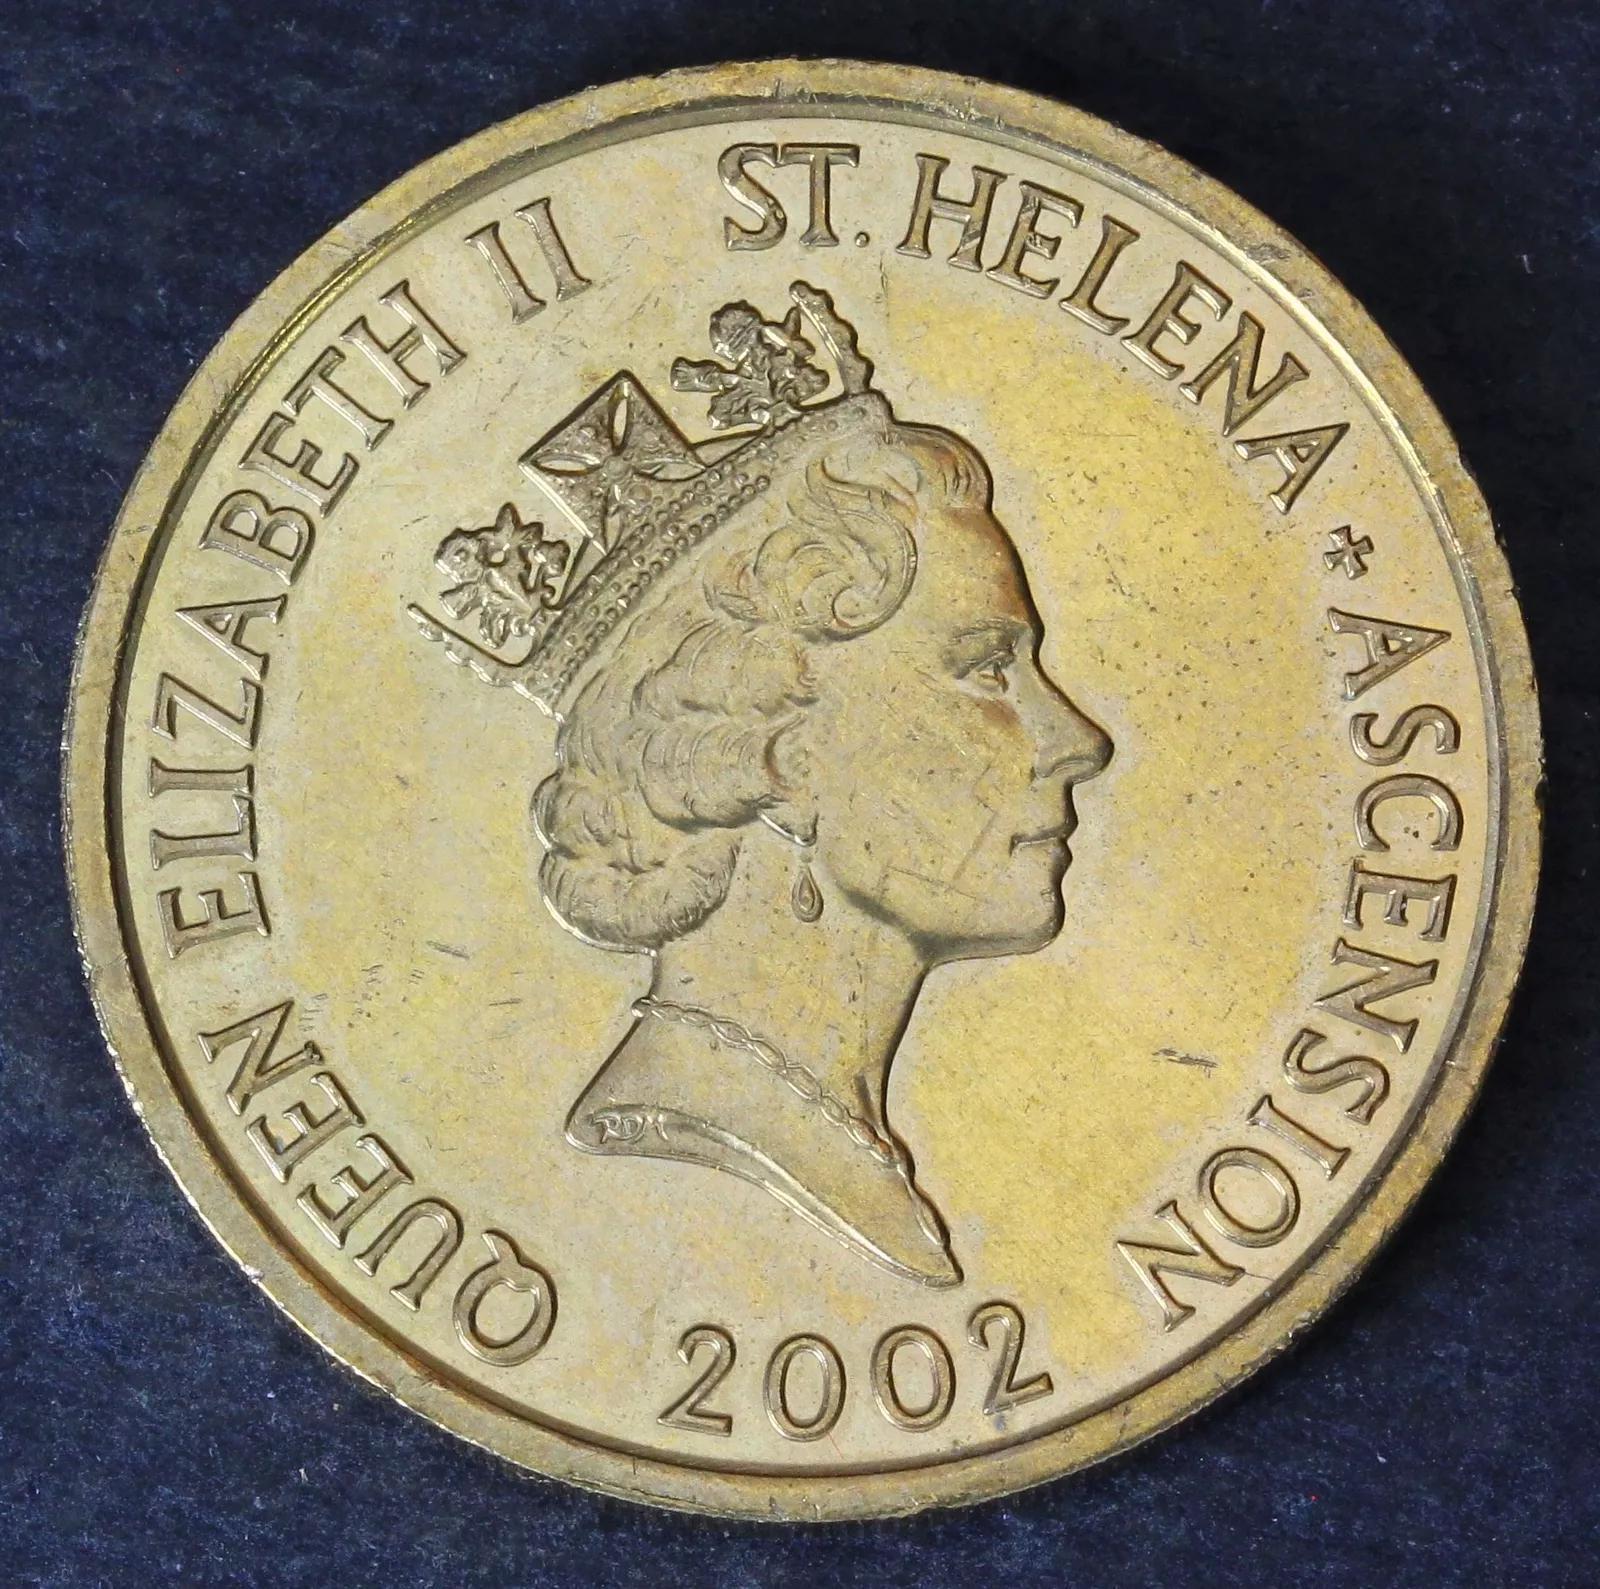 QUEEN ELIZABETH II
ST. HELENA
ASCENSION
2002
RDM